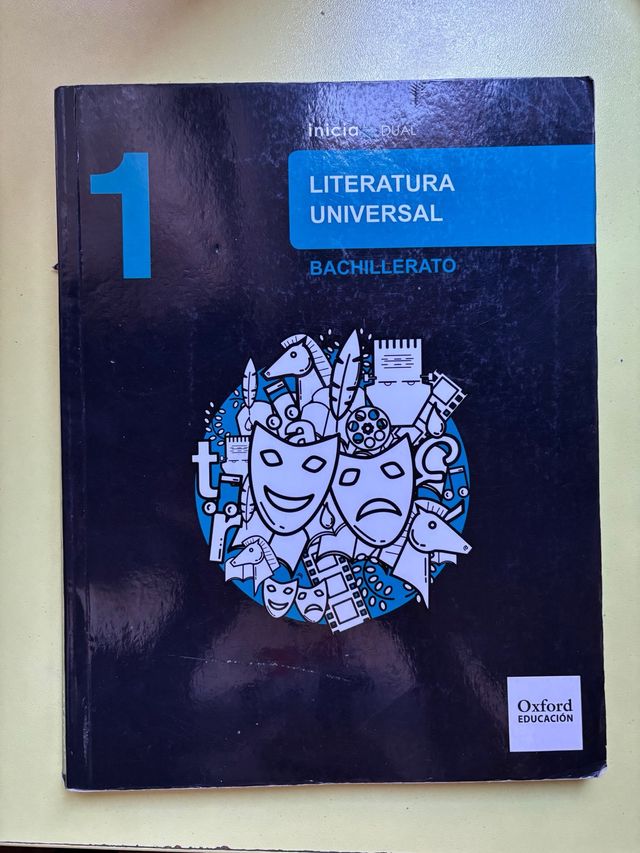 inicia DUAL
1
LITERATURA
UNIVERSAL
BACHILLERATO
a
t
r
Oxford
EDUCACIÓN